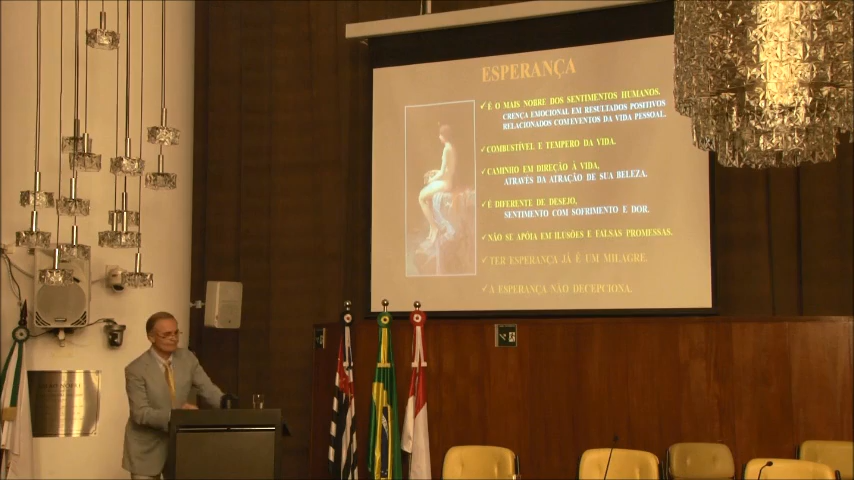 ESPERANÇA
✓É O MAIS NOBRE DOS SENTIMENTOS HUMANOS.
CRENÇA EMOCIONAL EM RESULTADOS POSITIVOS
RELACIONADOS COM EVENTOS DA VIDA PESSOAL.
✓COMBUSTÍVEL E TEMPERO DA VIDA.
✓CAMINHO EM DIREÇÃO À VIDA,
ATRAVÉS DA ATRAÇÃO DE SUA BELEZA.
✓É DIFERENTE DE DESEJO,
SENTIMENTO COM SOFRIMENTO E DOR.
✓NÃO SE APÓIA EM ILUSÕES E FALSAS PROMESSAS.
✓TER ESPERANÇA JÁ É UM MILAGRE.
✓A ESPERANÇA NÃO DECEPCIONA.